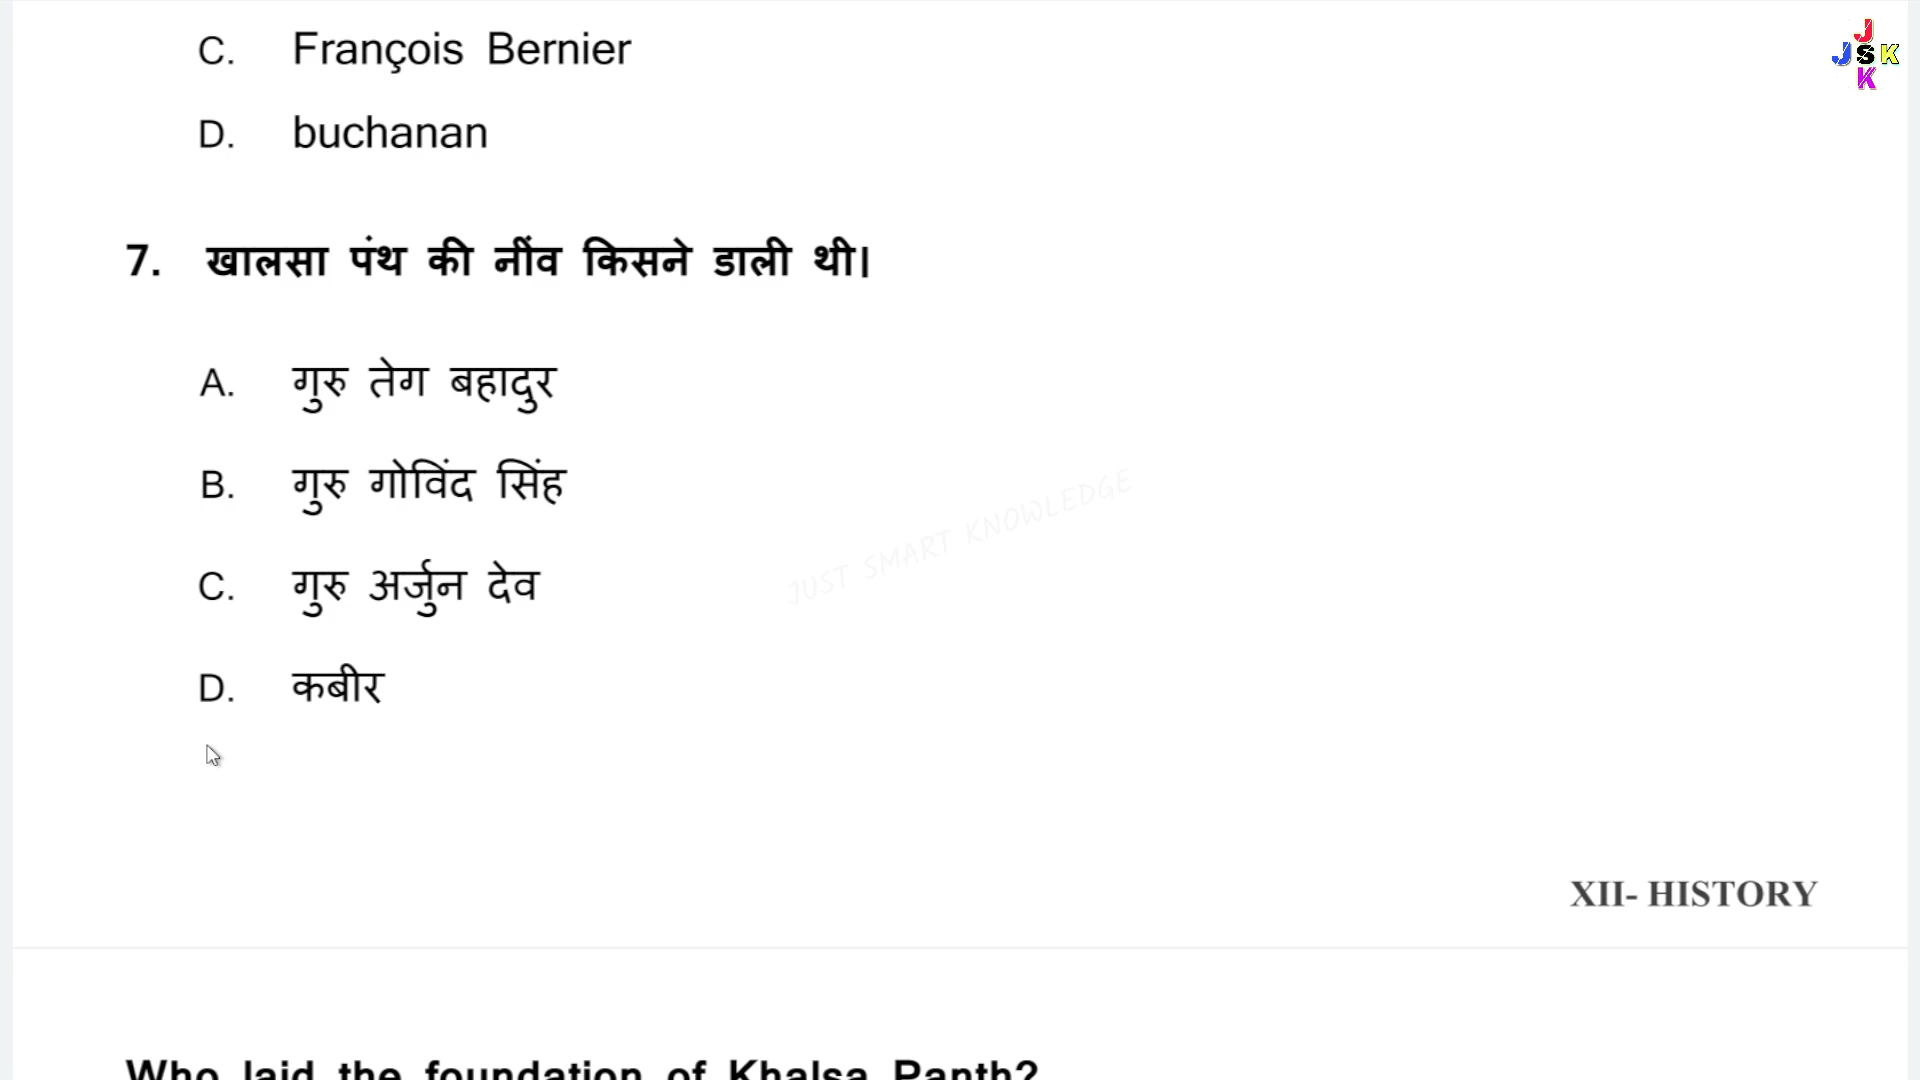 C. François Bernier
D. buchanan
7. खालसा पंथ की नींव किसने डाली थी।
A. गुरु तेग बहादुर
B. गुरु गोविंद सिंह
C. गुरु अर्जुन देव
D. कबीर
XII- HISTORY
Who laid the foundation of Khalsa Panth?
J
J S K
K
JUST SMART KNOWLEDGE